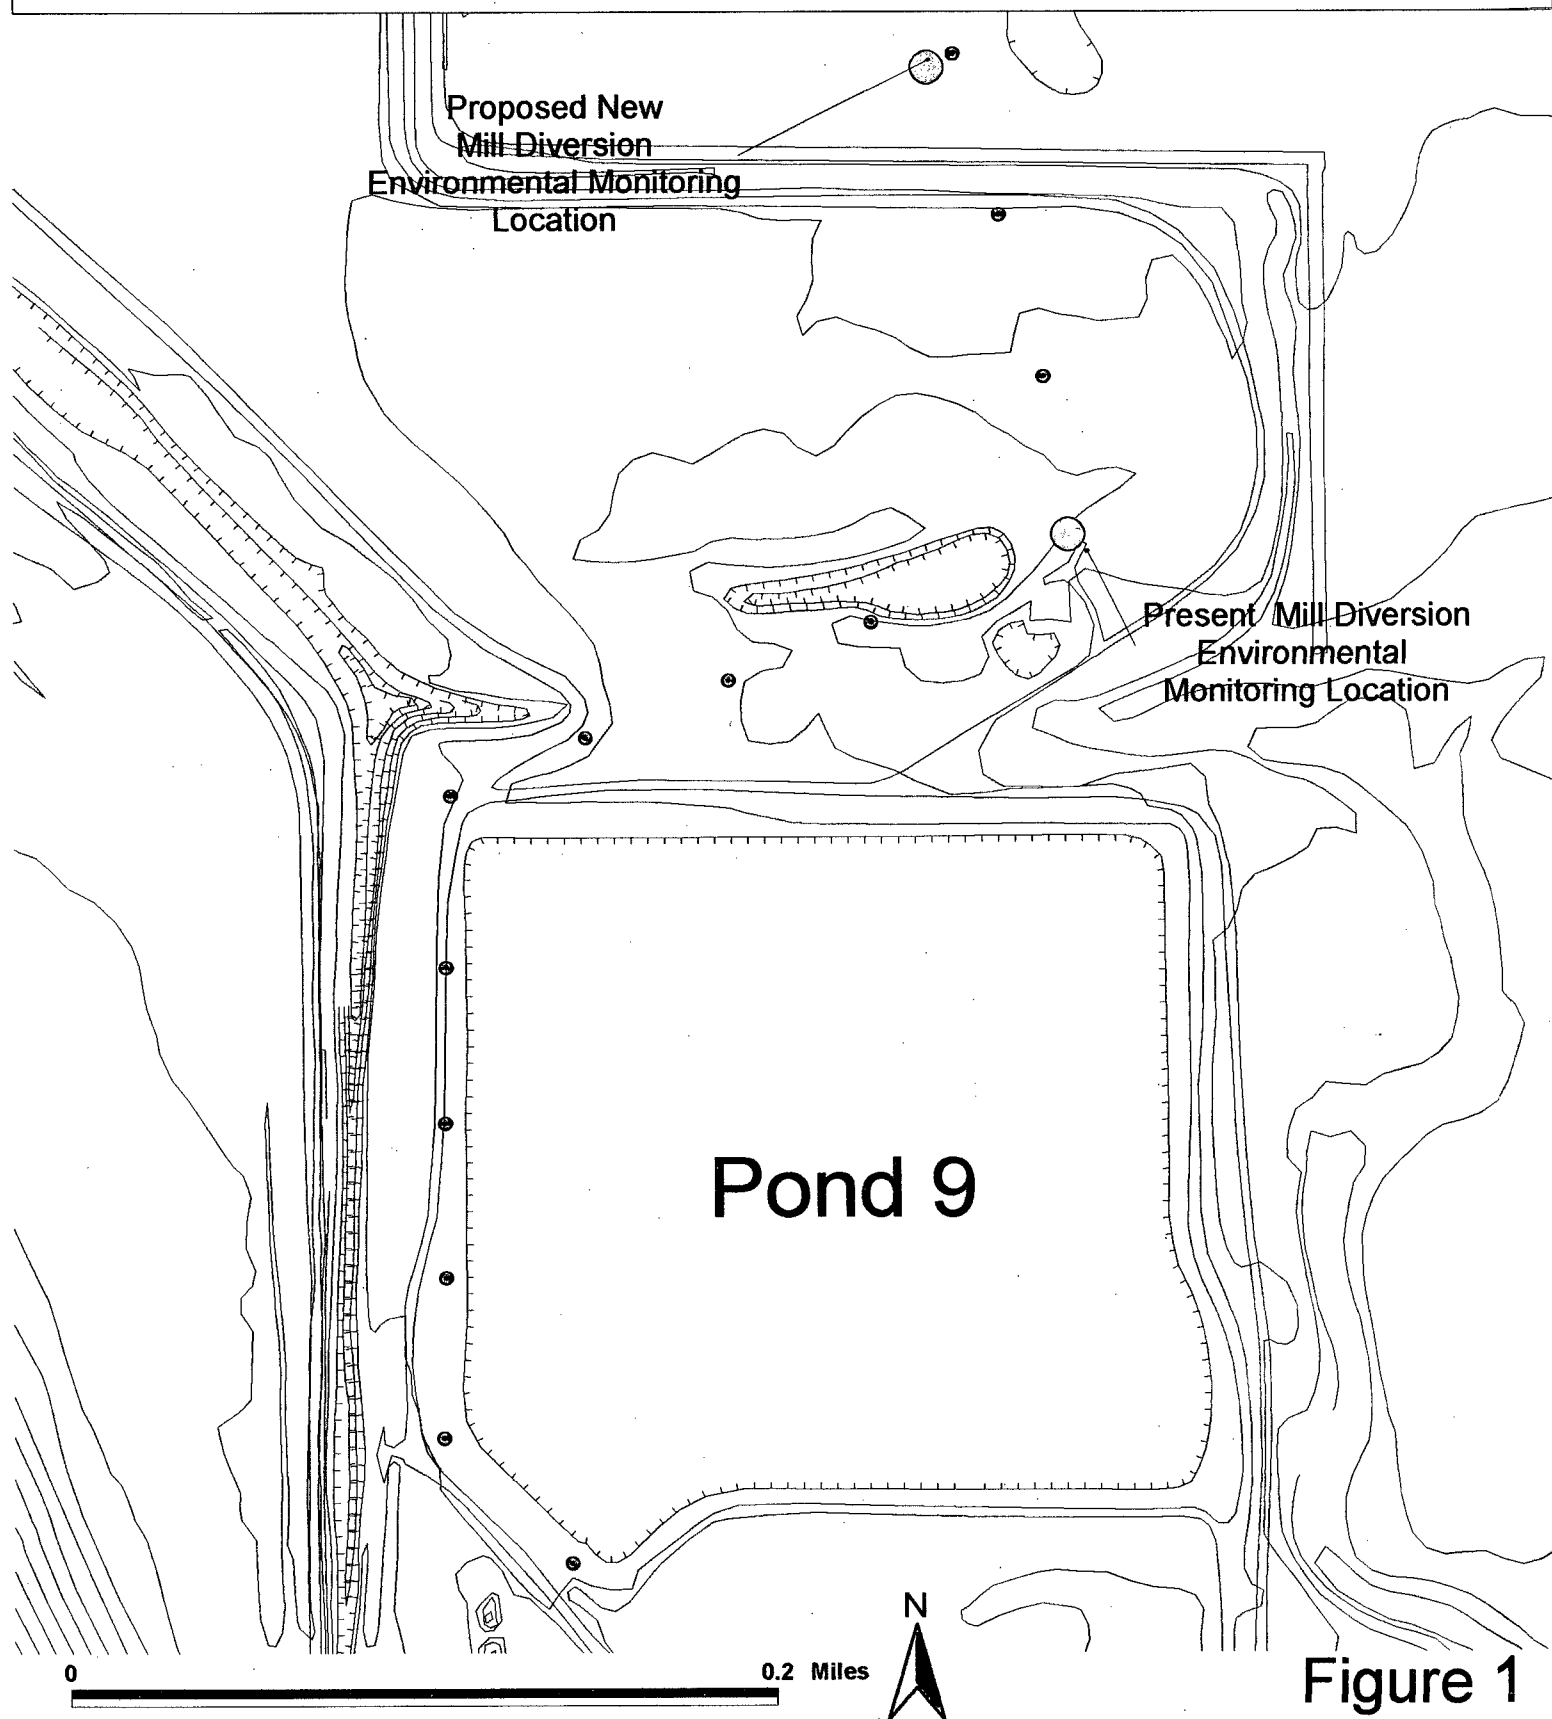 Proposed New
Mill Diversion
Environmental Monitoring
Location
Present Mill Diversion
Environmental
Monitoring Location
Pond 9
N
0
0.2 Miles
Figure 1